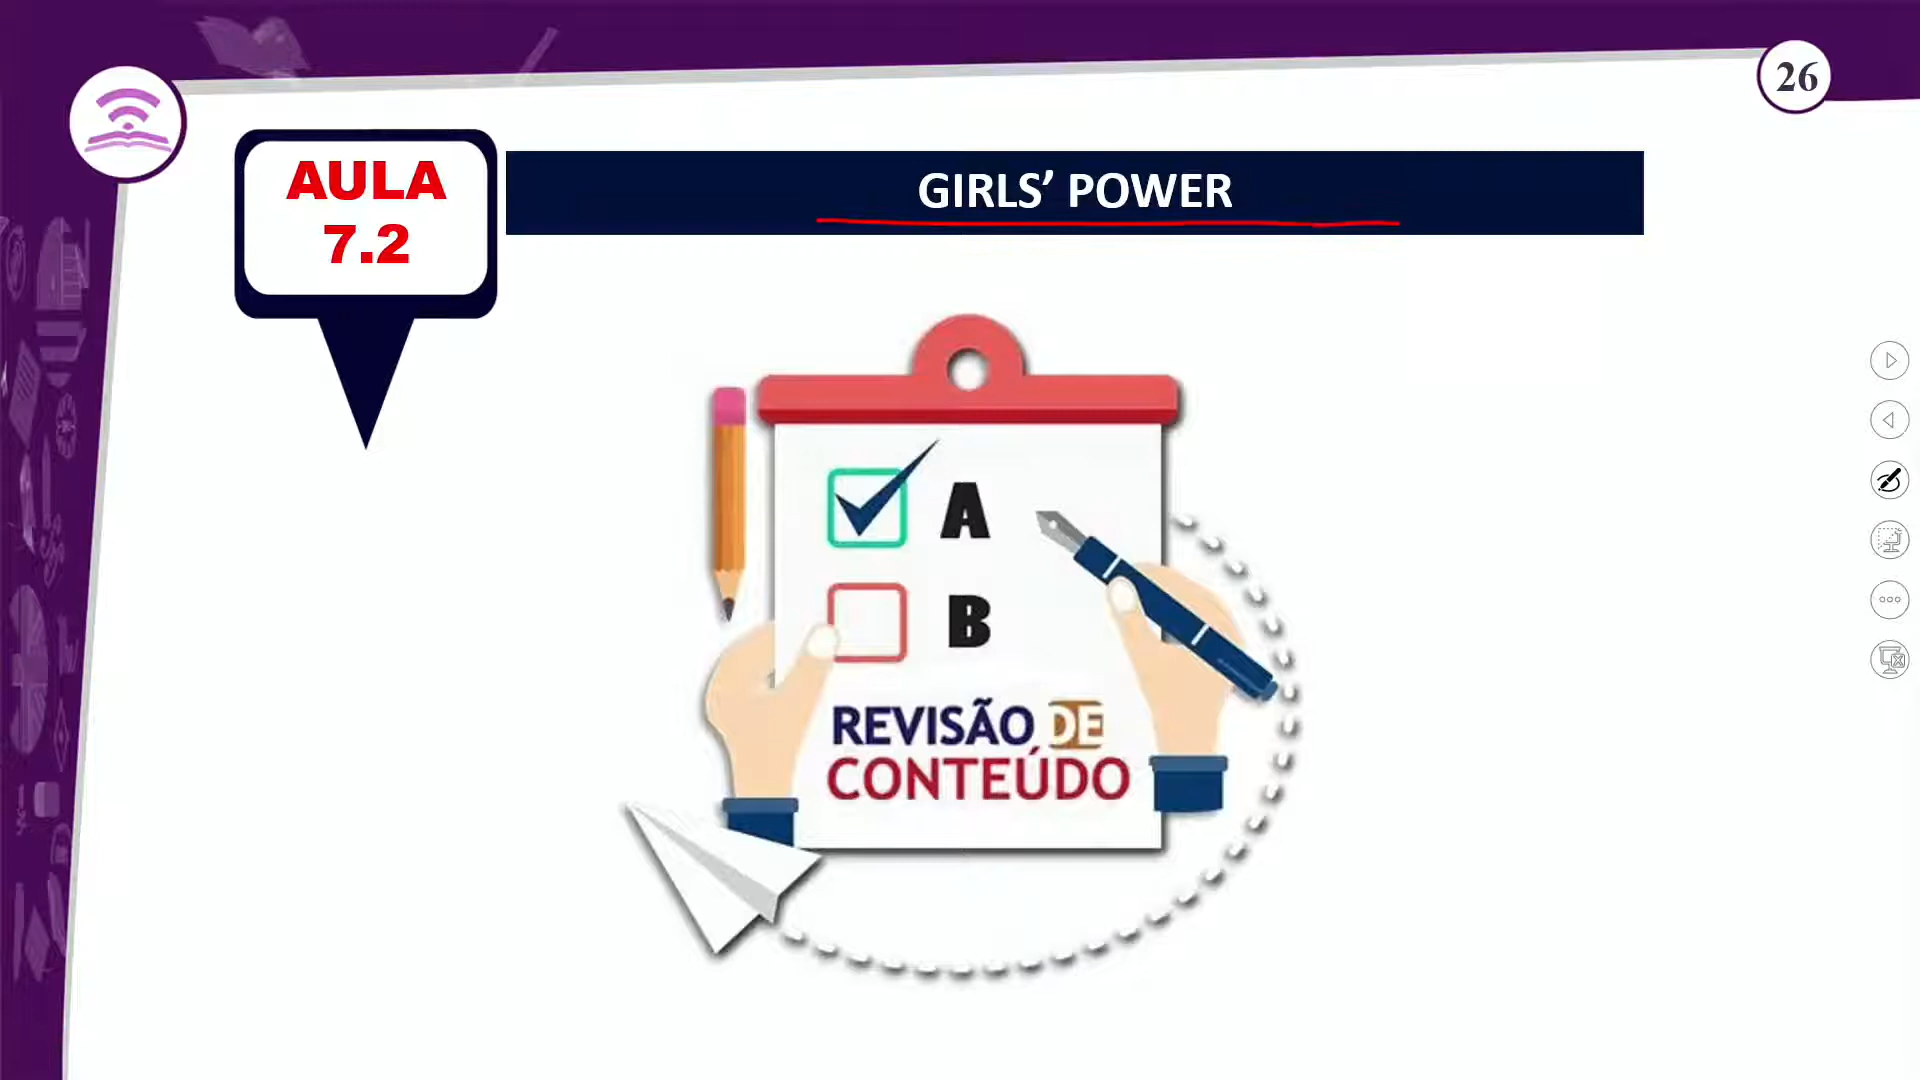 26
AULA
7.2
GIRLS’ POWER
A
B
REVISÃO DE
CONTEÚDO